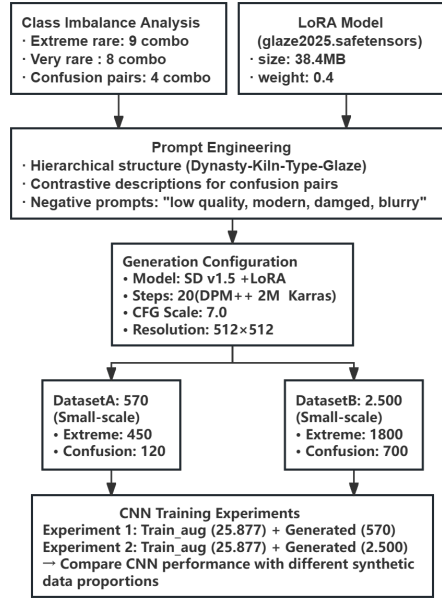 Class Imbalance Analysis
· Extreme rare: 9 combo
· Very rare : 8 combo
· Confusion pairs: 4 combo
LoRA Model
(glaze2025.safetensors)
· size: 38.4MB
· weight: 0.4
Prompt Engineering
· Hierarchical structure (Dynasty-Kiln-Type-Glaze)
· Contrastive descriptions for confusion pairs
· Negative prompts: "low quality, modern, damged, blurry"
Generation Configuration
• Model: SD v1.5 +LoRA
• Steps: 20(DPM++ 2M Karras)
• CFG Scale: 7.0
• Resolution: 512×512
DatasetA: 570
(Small-scale)
• Extreme: 450
• Confusion: 120
DatasetB: 2.500
(Small-scale)
• Extreme: 1800
• Confusion: 700
CNN Training Experiments
Experiment 1: Train_aug (25.877) + Generated (570)
Experiment 2: Train_aug (25.877) + Generated (2.500)
→ Compare CNN performance with different synthetic
data proportions